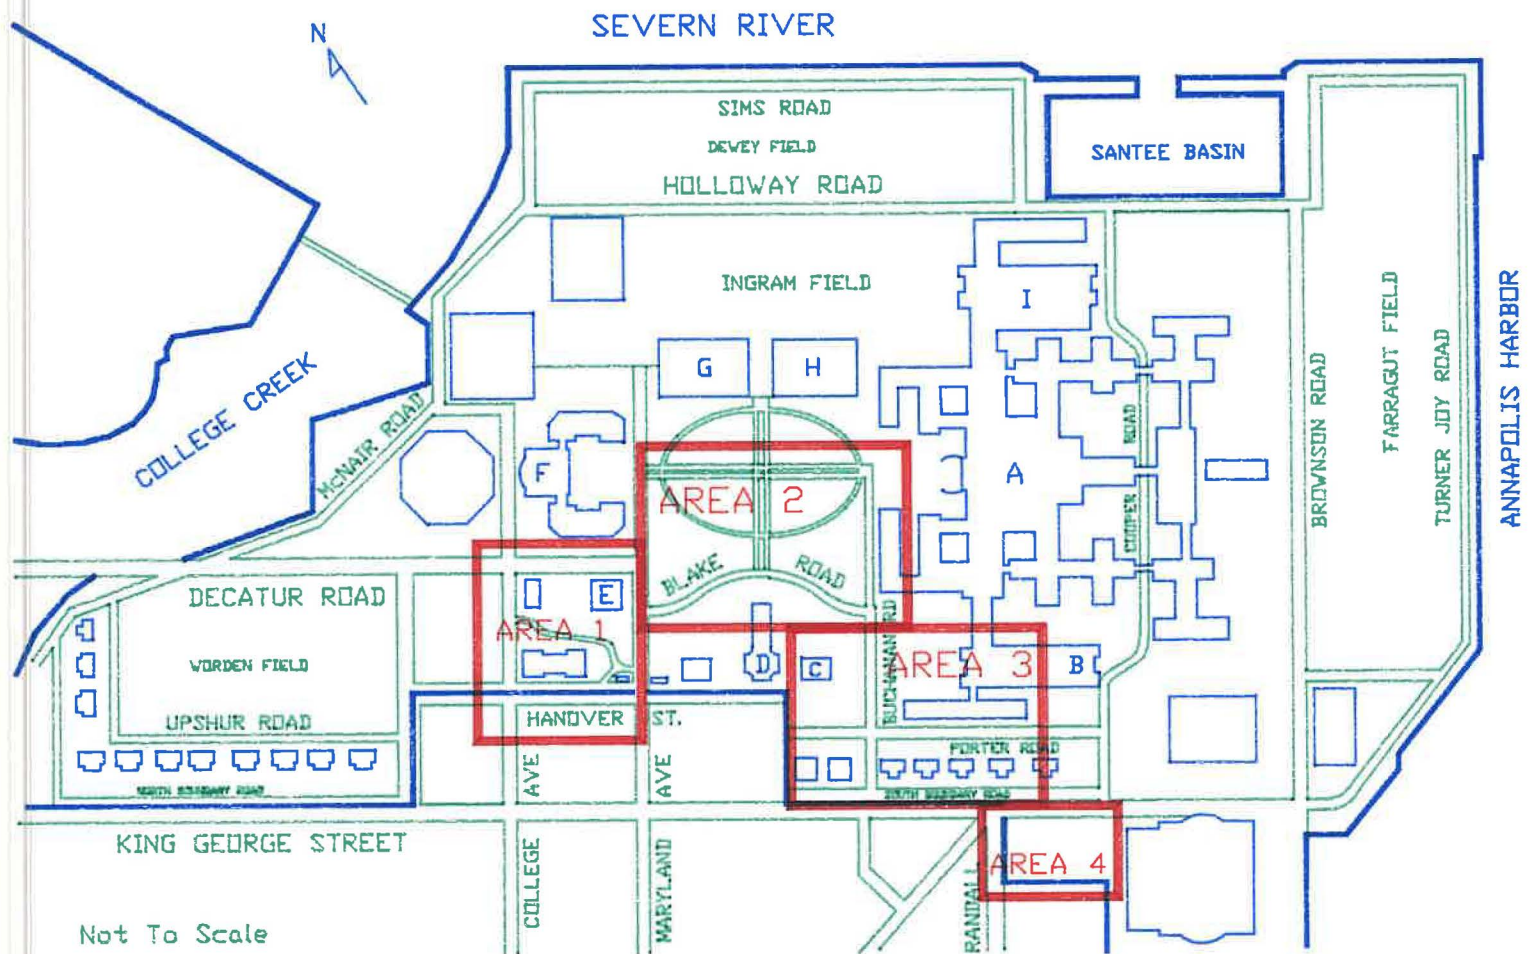 SEVERN RIVER
N
SIMS ROAD
DEWEY FIELD
HOLLOWAY ROAD
SANTEE BASIN
INGRAM FIELD
I
COLLEGE CREEK
McNAIR ROAD
G
H
F
A
ROAD
COOPER
BROWNSON ROAD
FARRAGUT FIELD
TURNER JOY ROAD
ANNAPOLIS HARBOR
AREA 2
BLAKE ROAD
DECATUR ROAD
E
AREA 1
WORDEN FIELD
D
C
BUCHANAN RD
AREA 3
B
UPSHUR ROAD
HANOVER ST.
PORTER ROAD
NORTH BOUNDARY ROAD
SOUTH BOUNDARY ROAD
AVE
AVE
KING GEORGE STREET
COLLEGE
MARYLAND
RANDALL
AREA 4
Not To Scale